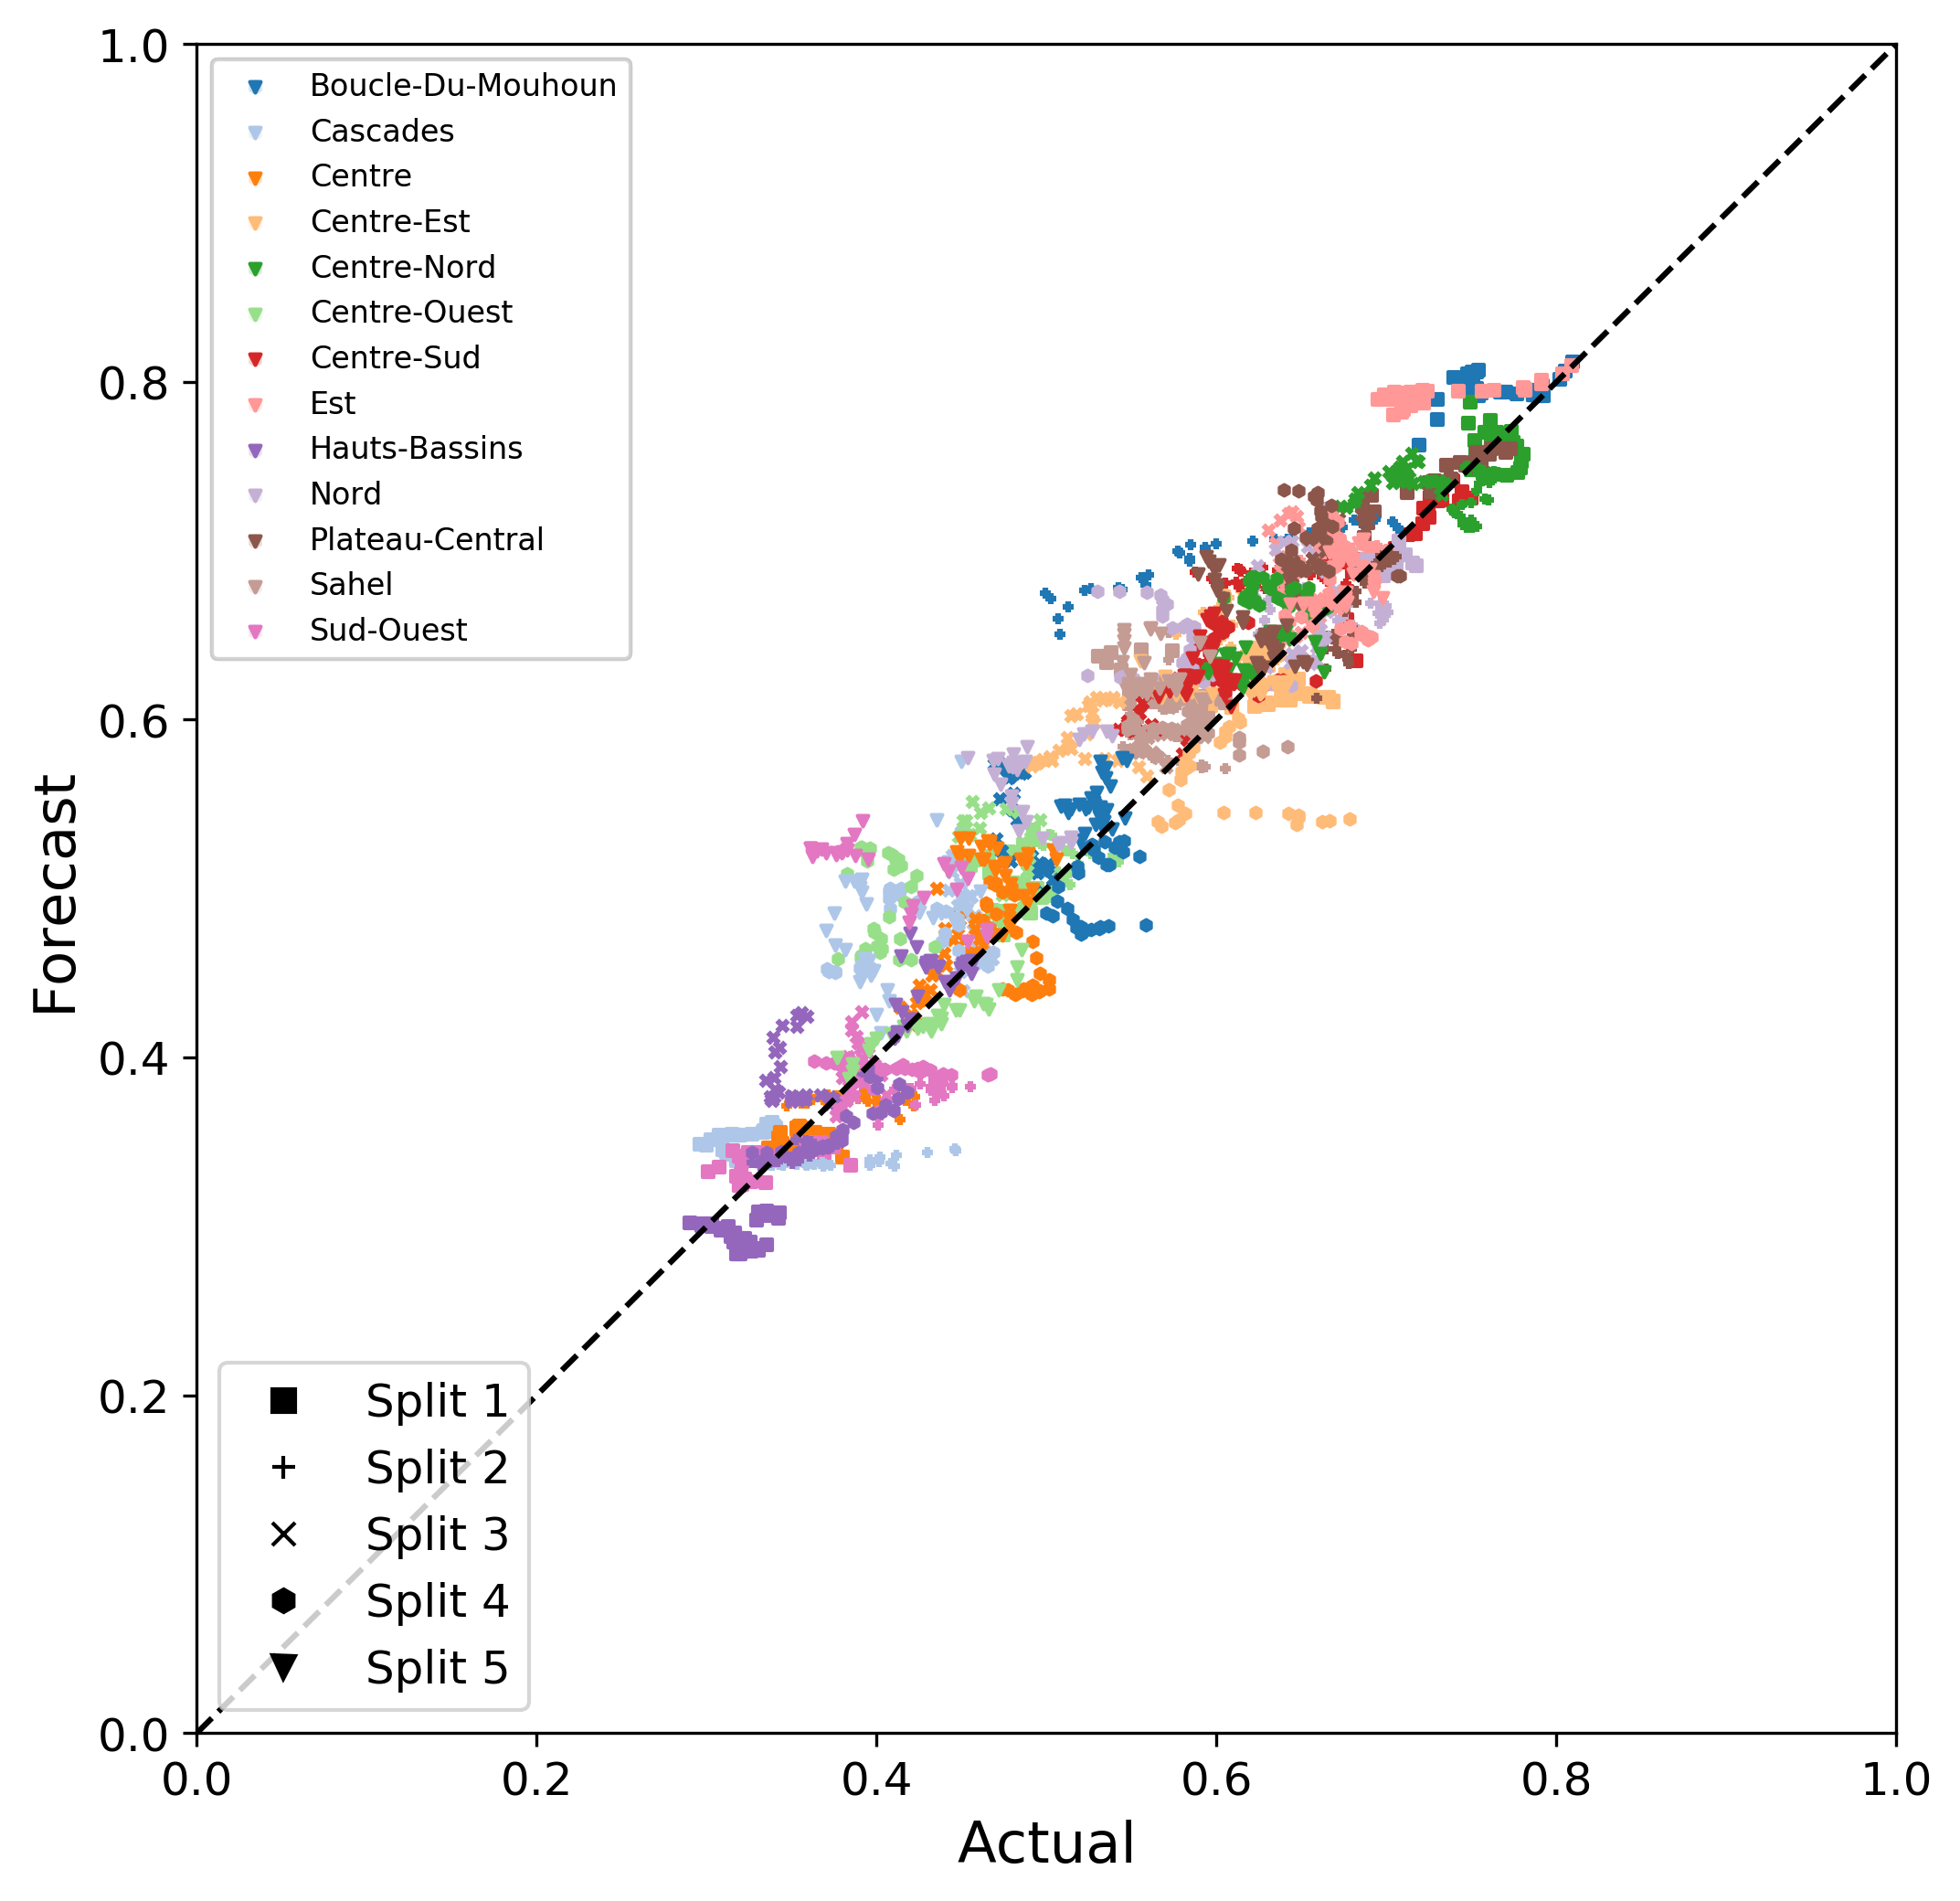 1.0
0.8
0.6
0.4
0.2
0.0
Forecast
Boucle-Du-Mouhoun
Cascades
Centre
Centre-Est
Centre-Nord
Centre-Ouest
Centre-Sud
Est
Hauts-Bassins
Nord
Plateau-Central
Sahel
Sud-Ouest
Split 1
Split 2
Split 3
Split 4
Split 5
0.0 0.2 0.4 0.6 0.8 1.0
Actual